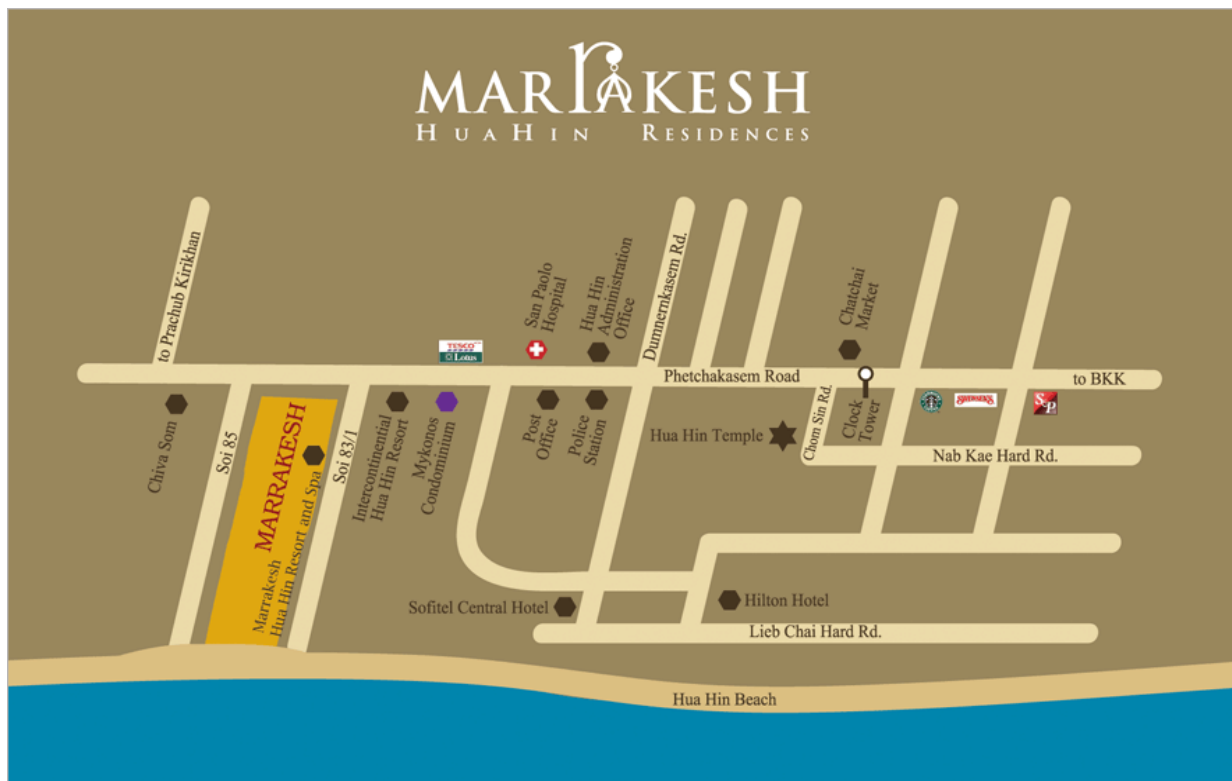 MARRAKESH
HUAHIN RESIDENCES
to Prachub Kirikhan
TESCO
Lotus
San Paolo
Hospital
Hua Hin
Administration
Office
Dumnernkasem Rd.
Chatchai
Market
Phetchakasem Road
to BKK
Chiva Som
Soi 85
MARRAKESH
Marrakesh
Hua Hin Resort and Spa
Soi 83/1
Intercontinental
Hua Hin Resort
Mykonos
Condominium
Post
Office
Police
Station
Hua Hin Temple
Chom Sin Rd.
Clock
Tower
SWENSEN'S
S&P
Nab Kae Hard Rd.
Sofitel Central Hotel
Hilton Hotel
Lieb Chai Hard Rd.
Hua Hin Beach